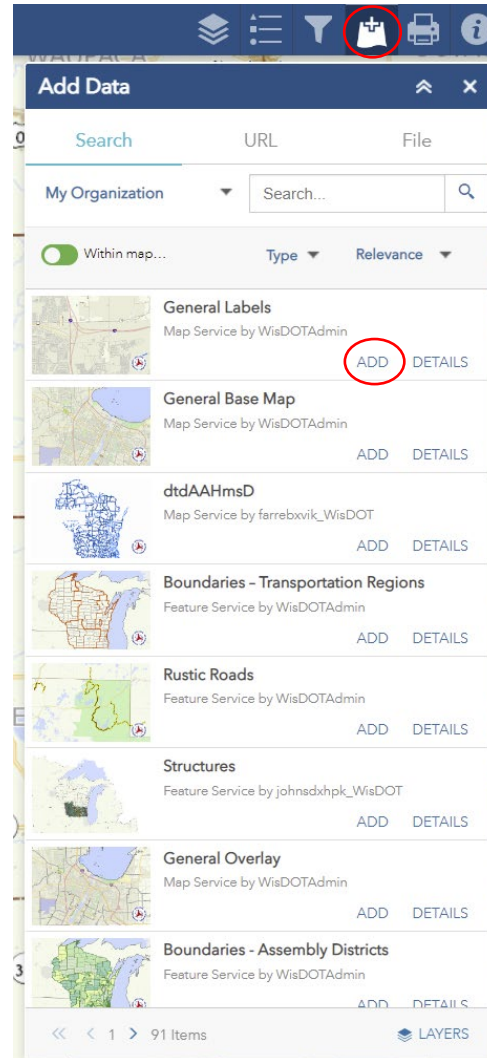 WAUPACA
Add Data
Search URL File
My Organization Search...
Within map... Type Relevance
General Labels
Map Service by WisDOTAdmin
ADD DETAILS
General Base Map
Map Service by WisDOTAdmin
ADD DETAILS
dtdAAHmsD
Map Service by farrebxvik_WisDOT
ADD DETAILS
Boundaries - Transportation Regions
Feature Service by WisDOTAdmin
ADD DETAILS
Rustic Roads
Feature Service by WisDOTAdmin
ADD DETAILS
Structures
Feature Service by johnsdxhpk_WisDOT
ADD DETAILS
General Overlay
Map Service by WisDOTAdmin
ADD DETAILS
Boundaries - Assembly Districts
Feature Service by WisDOTAdmin
ADD DETAILS
3
« < 1 > 91 Items LAYERS